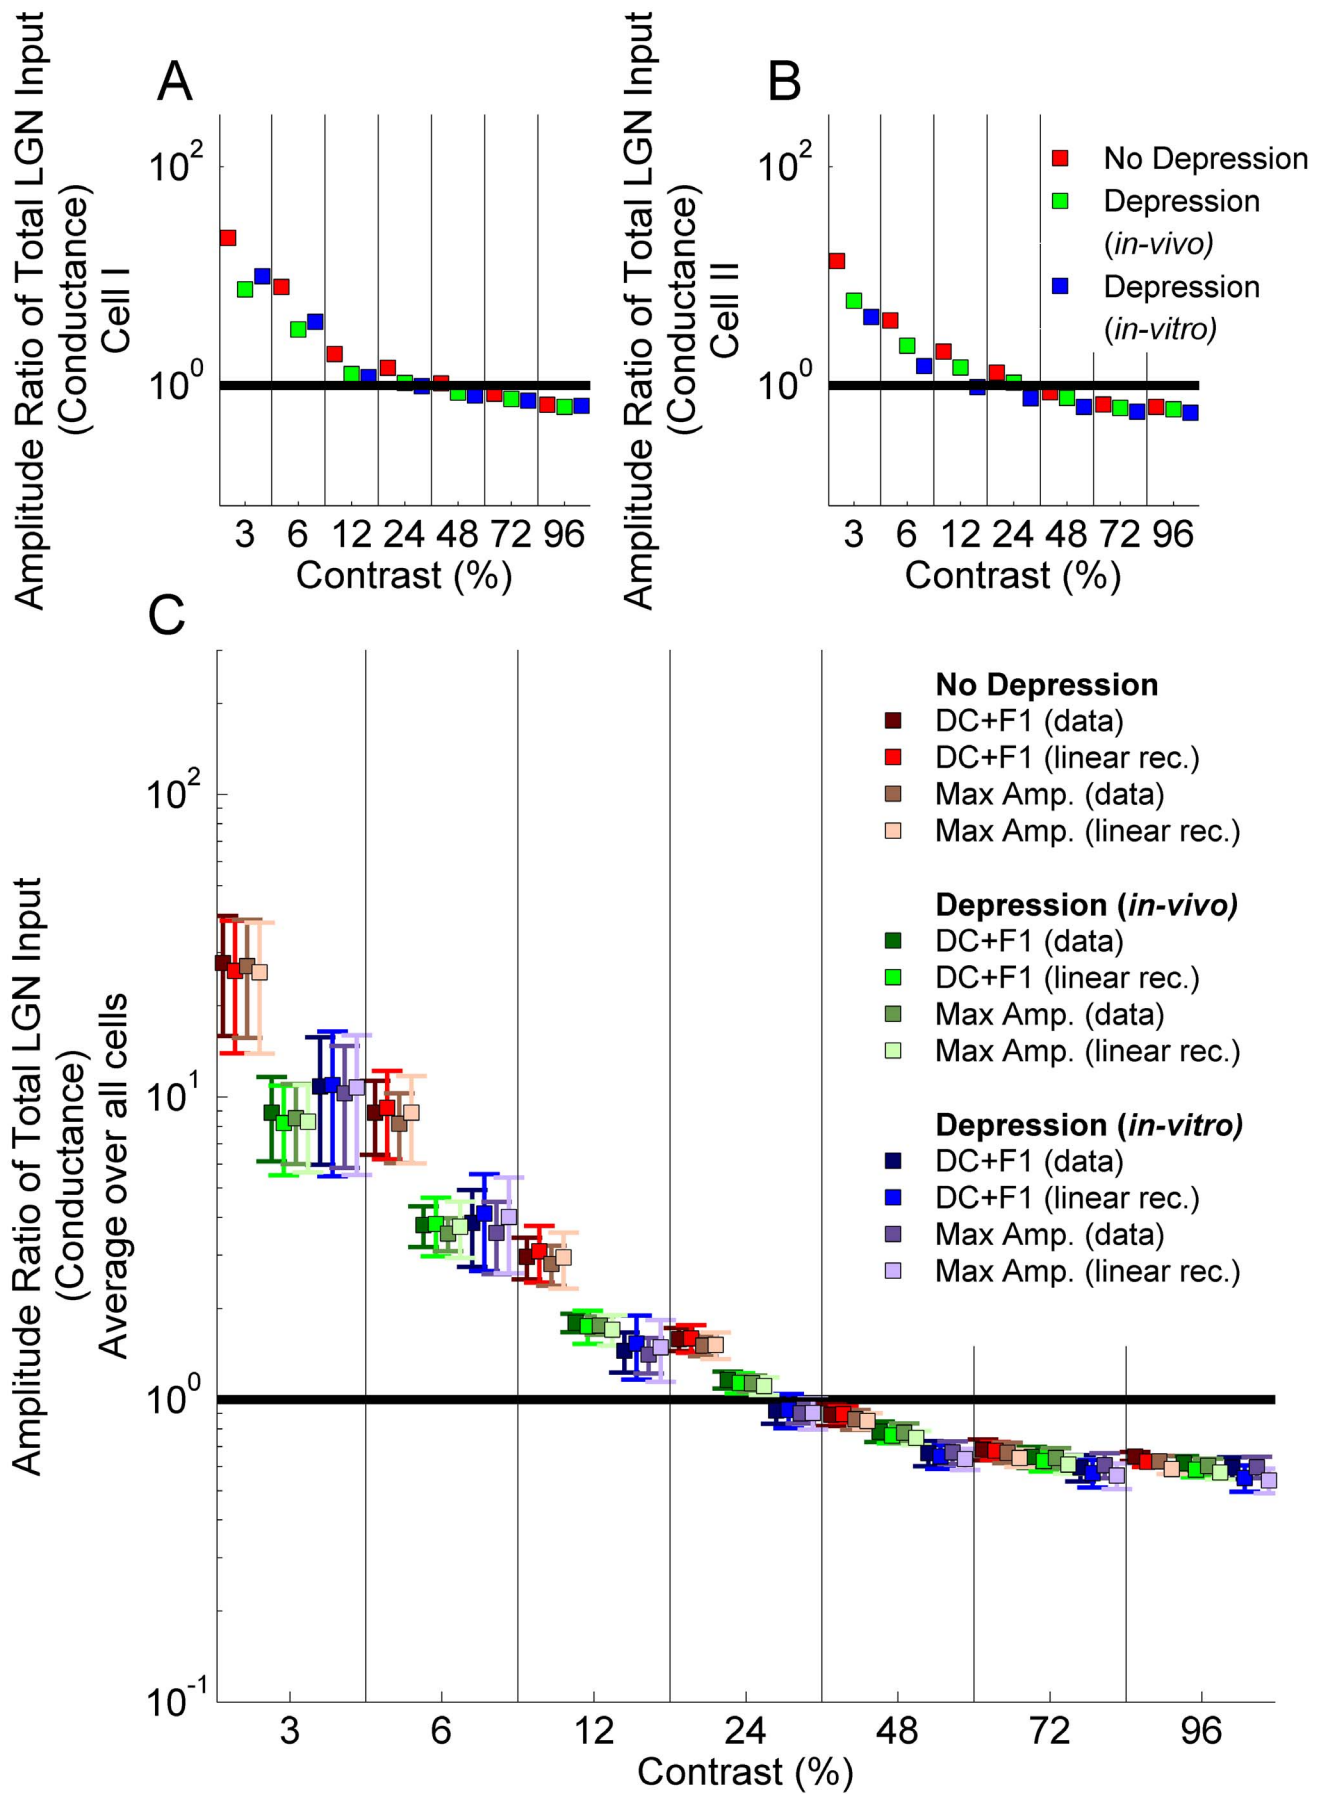 A
Amplitude Ratio of Total LGN Input
(Conductance)
Cell I
10^2
10^0
3 6 12 24 48 72 96
Contrast (%)
B
Amplitude Ratio of Total LGN Input
(Conductance)
Cell II
10^2
10^0
3 6 12 24 48 72 96
Contrast (%)
No Depression
Depression
(in-vivo)
Depression
(in-vitro)
C
Amplitude Ratio of Total LGN Input
(Conductance)
Average over all cells
10^2
10^1
10^0
10^-1
3 6 12 24 48 72 96
Contrast (%)
No Depression
DC+F1 (data)
DC+F1 (linear rec.)
Max Amp. (data)
Max Amp. (linear rec.)
Depression (in-vivo)
DC+F1 (data)
DC+F1 (linear rec.)
Max Amp. (data)
Max Amp. (linear rec.)
Depression (in-vitro)
DC+F1 (data)
DC+F1 (linear rec.)
Max Amp. (data)
Max Amp. (linear rec.)